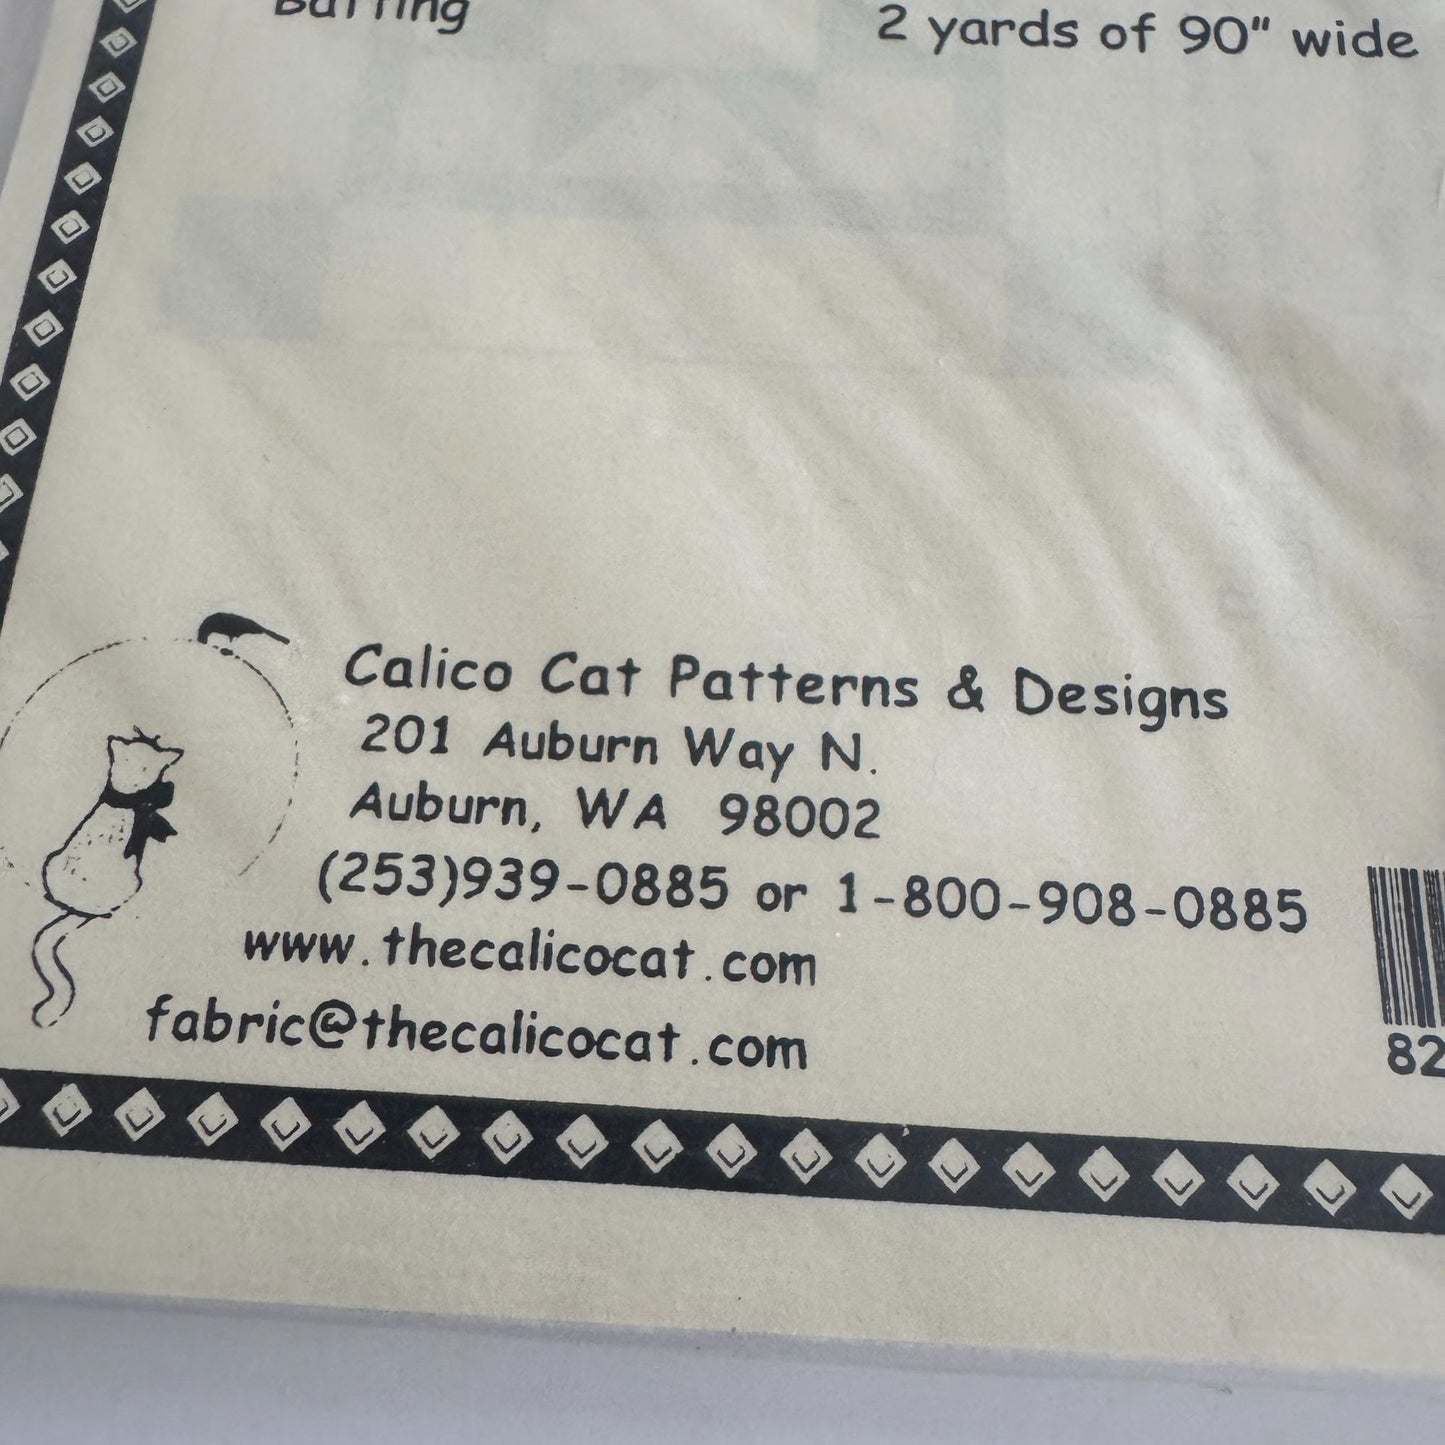 Batting
2 yards of 90" wide
Calico Cat Patterns & Designs
201 Auburn Way N.
Auburn, WA 98002
(253)939-0885 or 1-800-908-0885
www.thecalicocat.com
fabric@thecalicocat.com
82